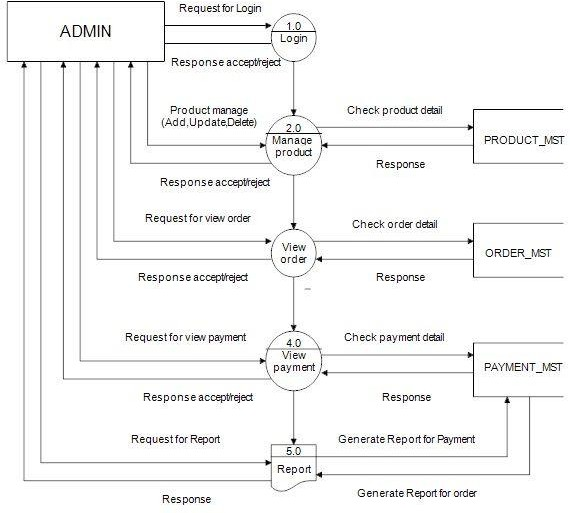 Request for Login
ADMIN
1.0
Login
Response accept/reject
Product manage
(Add,Update,Delete)
Check product detail
2.0
Manage
product
PRODUCT_MST
Response
Response accept/reject
Request for view order
Check order detail
View
order
ORDER_MST
Response accept/reject
Response
Request for view payment
Check payment detail
4.0
View
payment
PAYMENT_MST
Response accept/reject
Response
Request for Report
Generate Report for Payment
5.0
Report
Response
Generate Report for order